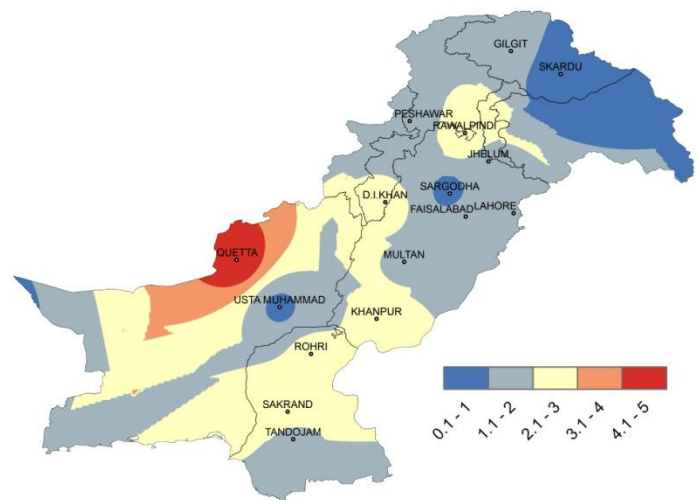 GILGIT
SKARDU
PESHAWAR
RAWALPINDI
JHELUM
SARGODHA
D.I.KHAN
FAISALABAD
LAHORE
QUETTA
MULTAN
USTA MUHAMMAD
KHANPUR
ROHRI
SAKRAND
TANDOJAM
0.1 - 1
1.1 - 2
2.1 - 3
3.1 - 4
4.1 - 5